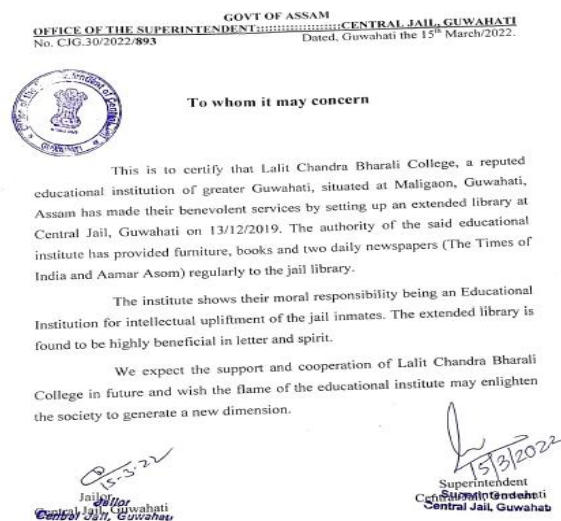 GOVT OF ASSAM
OFFICE OF THE SUPERINTENDENT::::::::::::::::::::CENTRAL JAIL, GUWAHATI
No. CJG.30/2022/893 Dated, Guwahati the 15th March/2022.
To whom it may concern
This is to certify that Lalit Chandra Bharali College, a reputed
educational institution of greater Guwahati, situated at Maligaon, Guwahati,
Assam has made their benevolent services by setting up an extended library at
Central Jail, Guwahati on 13/12/2019. The authority of the said educational
institute has provided furniture, books and two daily newspapers (The Times of
India and Aamar Asom) regularly to the jail library.
The institute shows their moral responsibility being an Educational
Institution for intellectual upliftment of the jail inmates. The extended library is
found to be highly beneficial in letter and spirit.
We expect the support and cooperation of Lalit Chandra Bharali
College in future and wish the flame of the educational institute may enlighten
the society to generate a new dimension.
15-3-22
Jailor
Jailor
Central Jail, Guwahati
Central Jail, Guwahati
15/3/2022
Superintendent
Central Jail, Guwahati
Superintendent
Central Jail, Guwahati